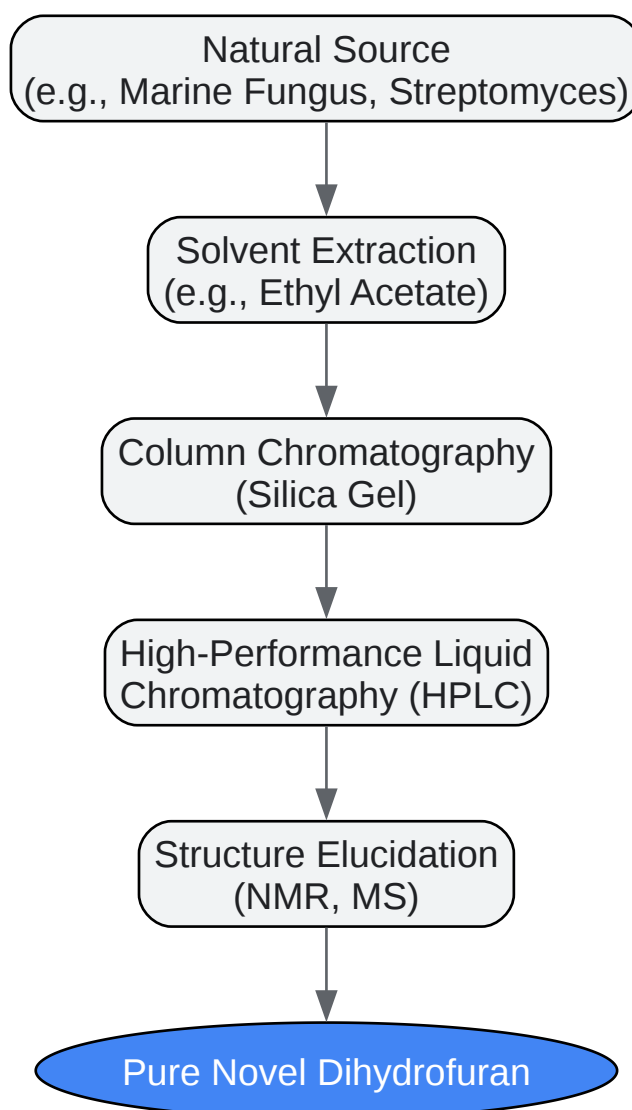 Natural Source
(e.g., Marine Fungus, Streptomyces)
Solvent Extraction
(e.g., Ethyl Acetate)
Column Chromatography
(Silica Gel)
High-Performance Liquid
Chromatography (HPLC)
Structure Elucidation
(NMR, MS)
Pure Novel Dihydrofuran